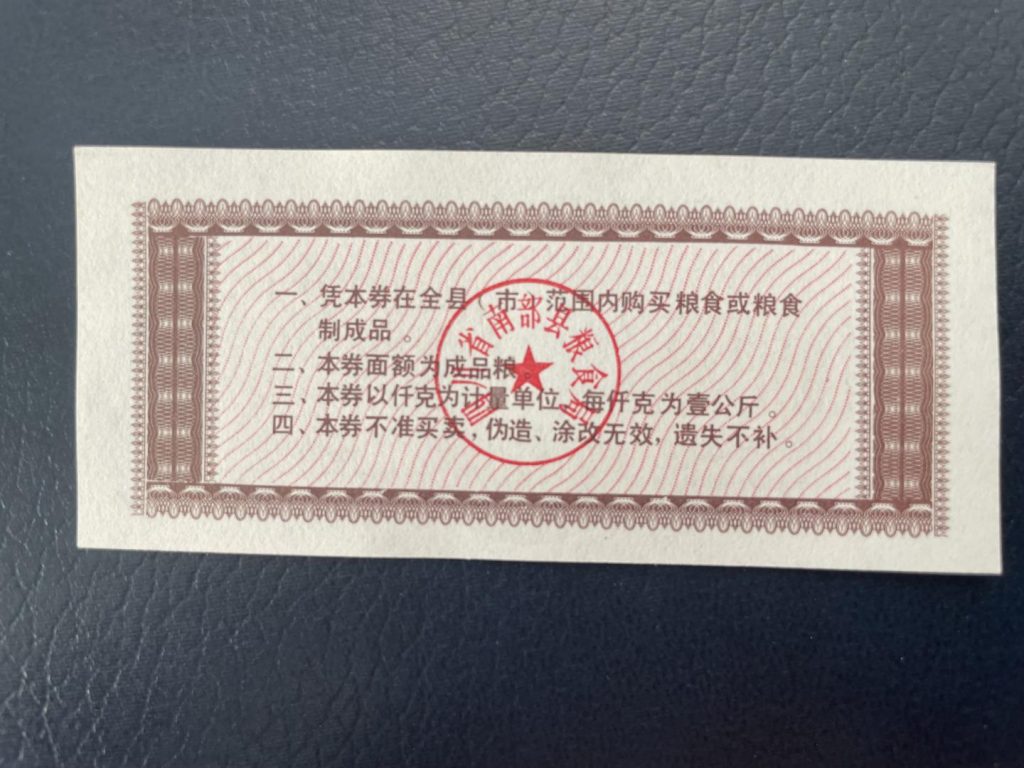 一、凭本券在全县（市）范围内购买粮食或粮食
制成品。
二、本券面额为成品粮。
三、本券以仟克为计量单位，每仟克为壹公斤。
四、本券不准买卖，伪造、涂改无效，遗失不补。
四川省南部县粮食局